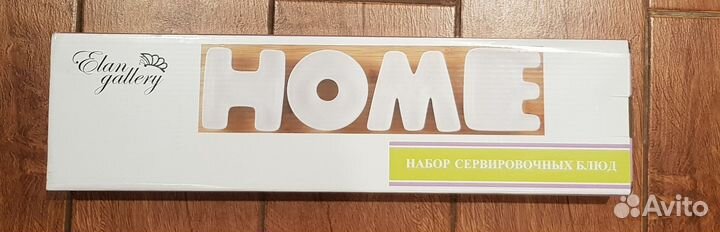 Elan
gallery
HOME
НАБОР СЕРВИРОВОЧНЫХ БЛЮД
Avito